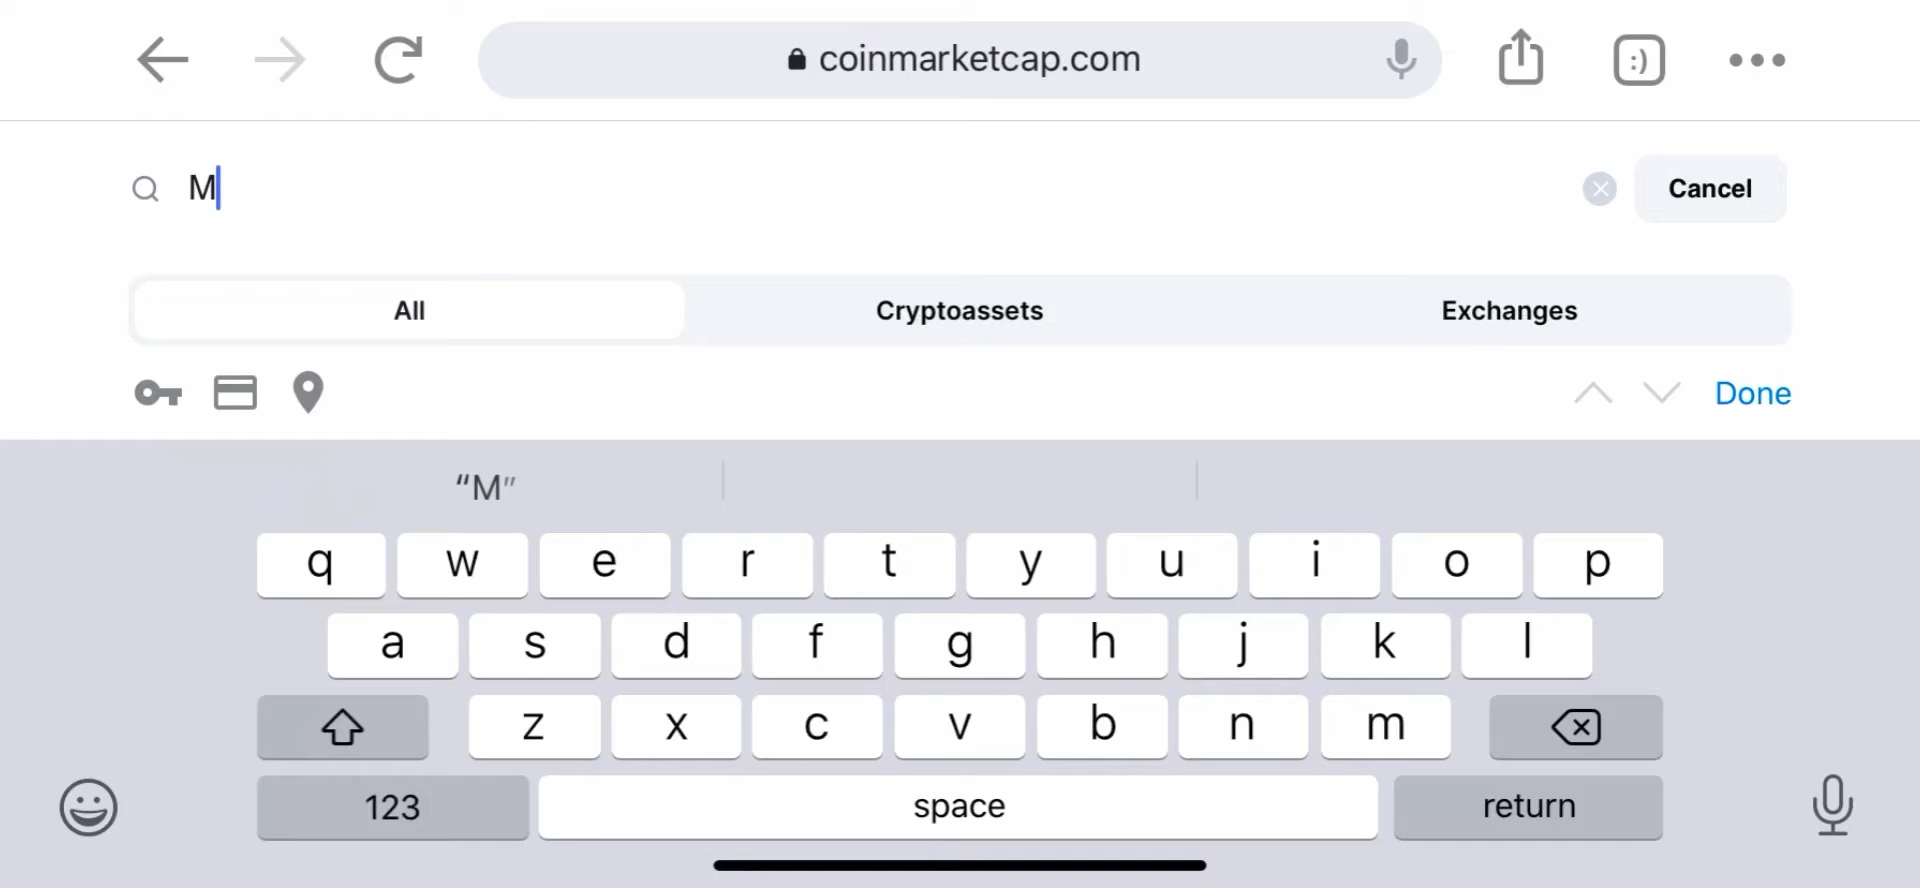 coinmarketcap.com
:)
M
Cancel
All Cryptoassets Exchanges
Done
“M”
q w e r t y u i o p
a s d f g h j k l
z x c v b n m
123 space return